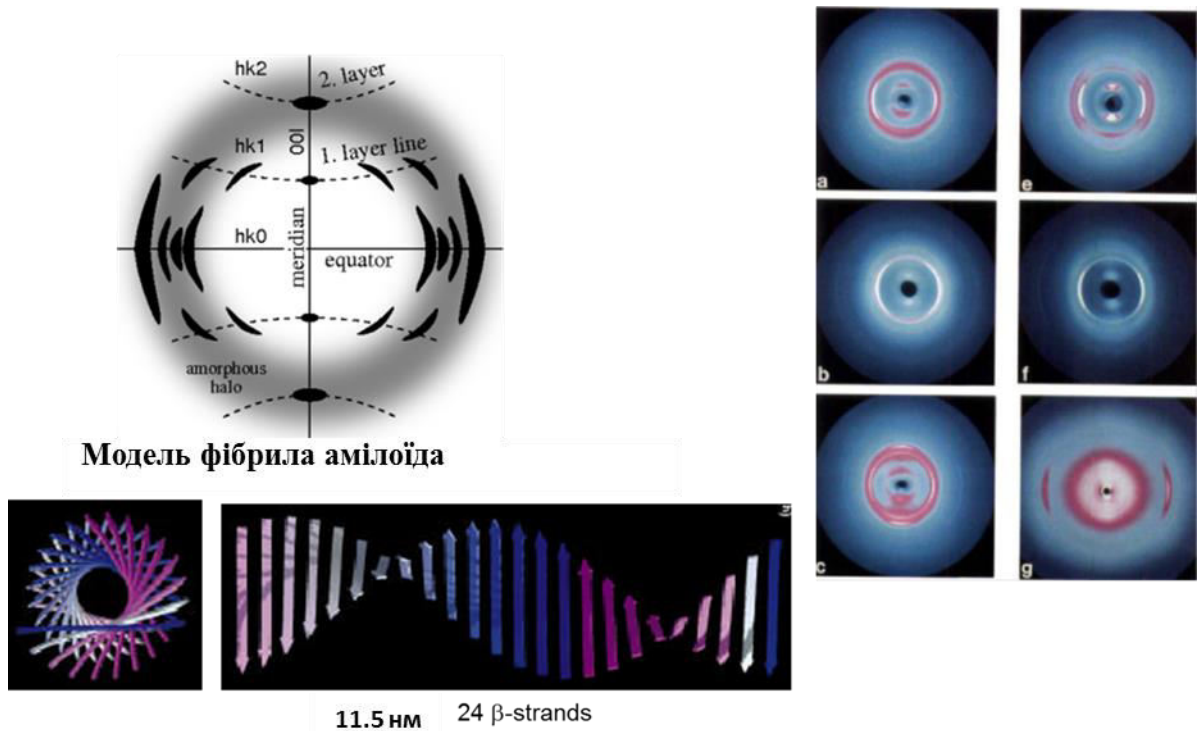 hk2
2. layer
hk1
00l
1. layer line
hk0
meridian
equator
amorphous
halo
Модель фібрила амілоїда
11.5 нм
24 β-strands
a
e
b
f
c
g